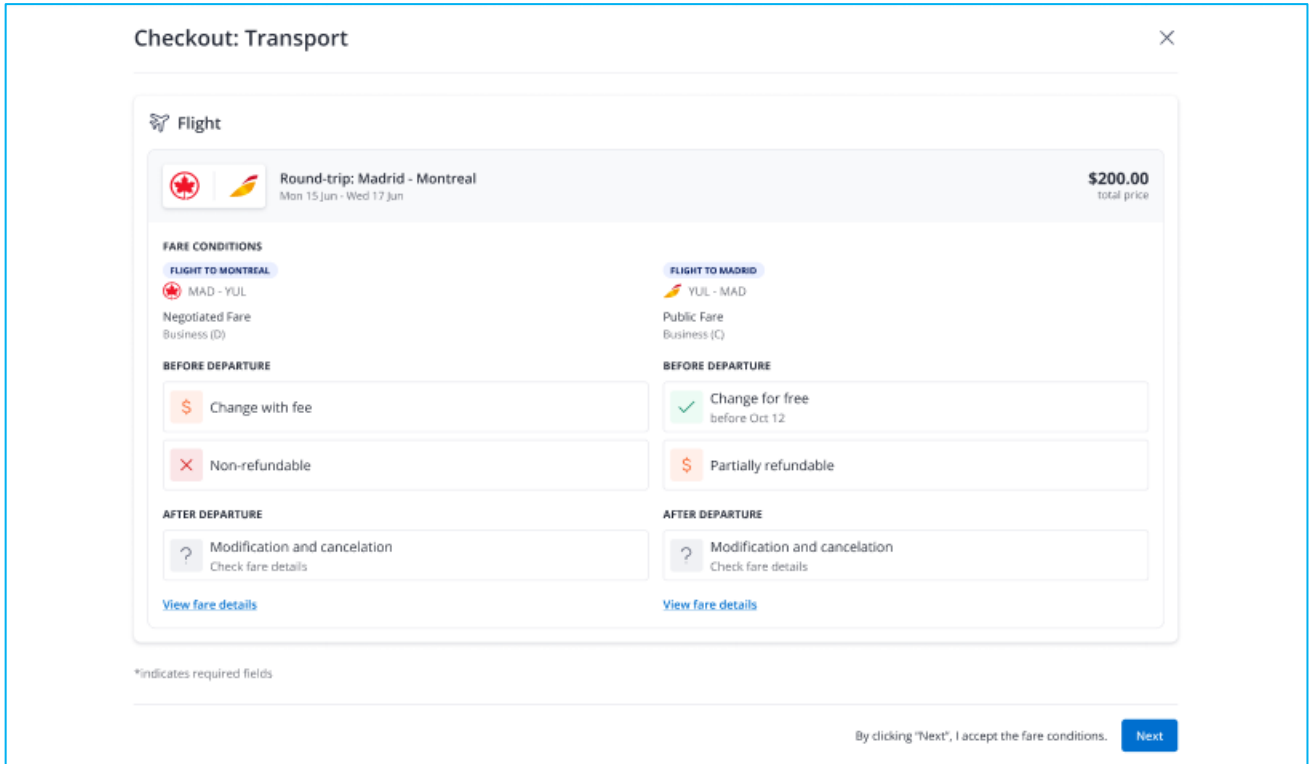 Checkout: Transport
Flight
Round-trip: Madrid - Montreal
Mon 15 Jun - Wed 17 Jun
$200.00
total price
FARE CONDITIONS
FLIGHT TO MONTREAL
MAD - YUL
Negotiated Fare
Business (D)
BEFORE DEPARTURE
$ Change with fee
Non-refundable
AFTER DEPARTURE
? Modification and cancelation
Check fare details
View fare details
FLIGHT TO MADRID
YUL - MAD
Public Fare
Business (C)
BEFORE DEPARTURE
Change for free
before Oct 12
$ Partially refundable
AFTER DEPARTURE
? Modification and cancelation
Check fare details
View fare details
*indicates required fields
By clicking "Next", I accept the fare conditions.
Next